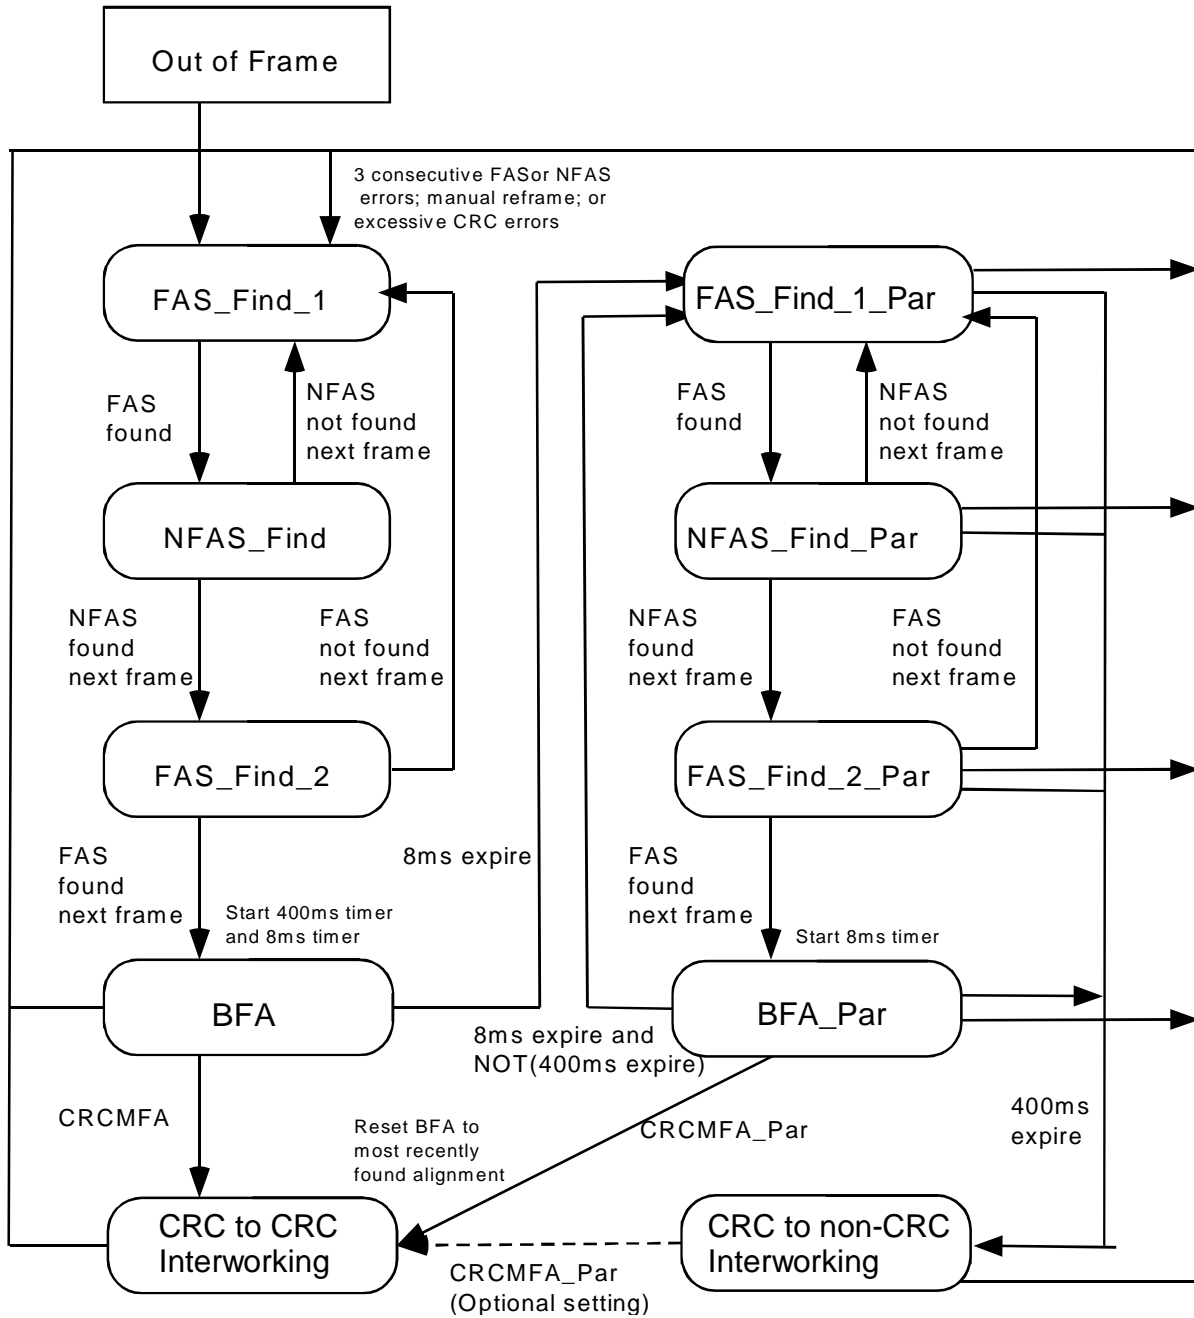 Out of Frame
3 consecutive FASor NFAS
errors; manual reframe; or
excessive CRC errors
FAS_Find_1
FAS_Find_1_Par
FAS
found
NFAS
not found
next frame
FAS
found
NFAS
not found
next frame
NFAS_Find
NFAS_Find_Par
NFAS
found
next frame
FAS
not found
next frame
NFAS
found
next frame
FAS
not found
next frame
FAS_Find_2
FAS_Find_2_Par
FAS
found
next frame
8ms expire
FAS
found
next frame
Start 400ms timer
and 8ms timer
Start 8ms timer
BFA
BFA_Par
8ms expire and
NOT(400ms expire)
CRCMFA
Reset BFA to
most recently
found alignment
CRCMFA_Par
400ms
expire
CRC to CRC
Interworking
CRC to non-CRC
Interworking
CRCMFA_Par
(Optional setting)